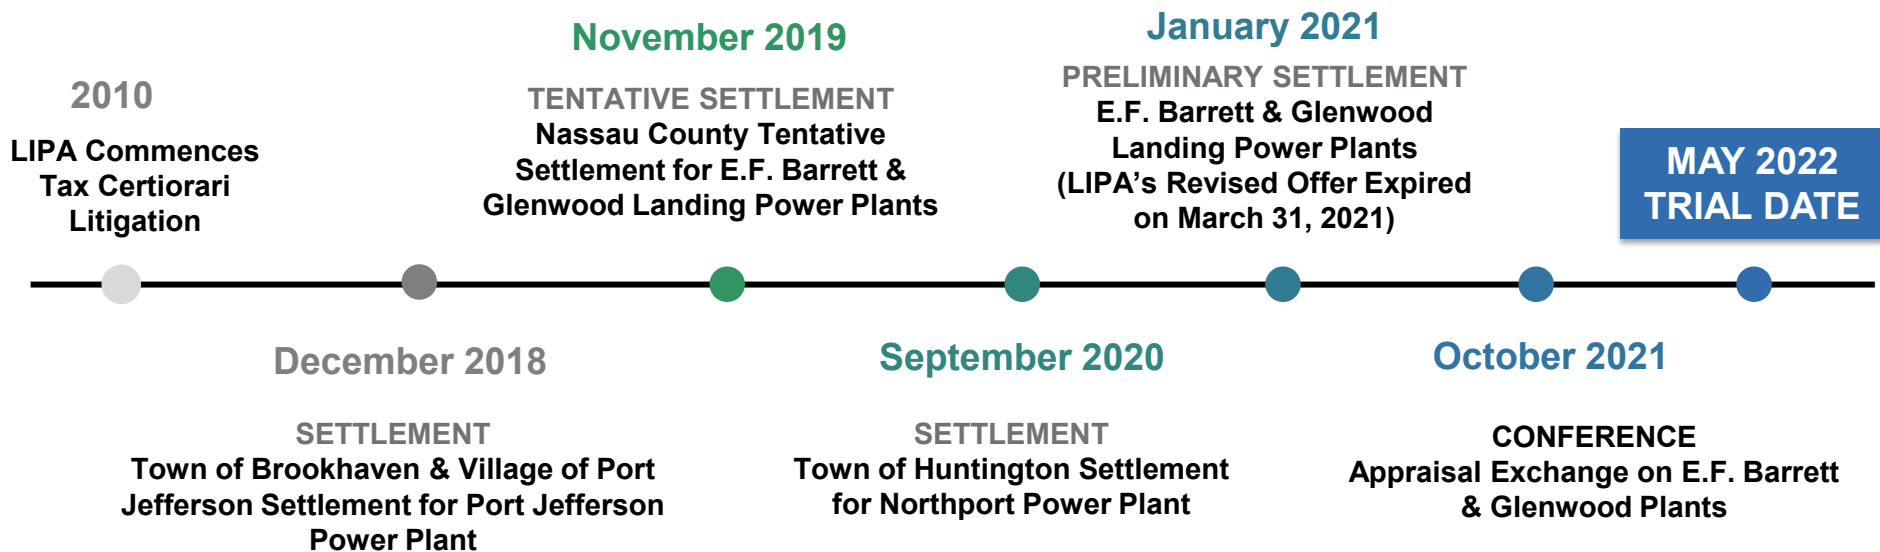 2010
LIPA Commences
Tax Certiorari
Litigation
December 2018
SETTLEMENT
Town of Brookhaven & Village of Port
Jefferson Settlement for Port Jefferson
Power Plant
November 2019
TENTATIVE SETTLEMENT
Nassau County Tentative
Settlement for E.F. Barrett &
Glenwood Landing Power Plants
September 2020
SETTLEMENT
Town of Huntington Settlement
for Northport Power Plant
January 2021
PRELIMINARY SETTLEMENT
E.F. Barrett & Glenwood
Landing Power Plants
(LIPA’s Revised Offer Expired
on March 31, 2021)
October 2021
CONFERENCE
Appraisal Exchange on E.F. Barrett
& Glenwood Plants
MAY 2022
TRIAL DATE